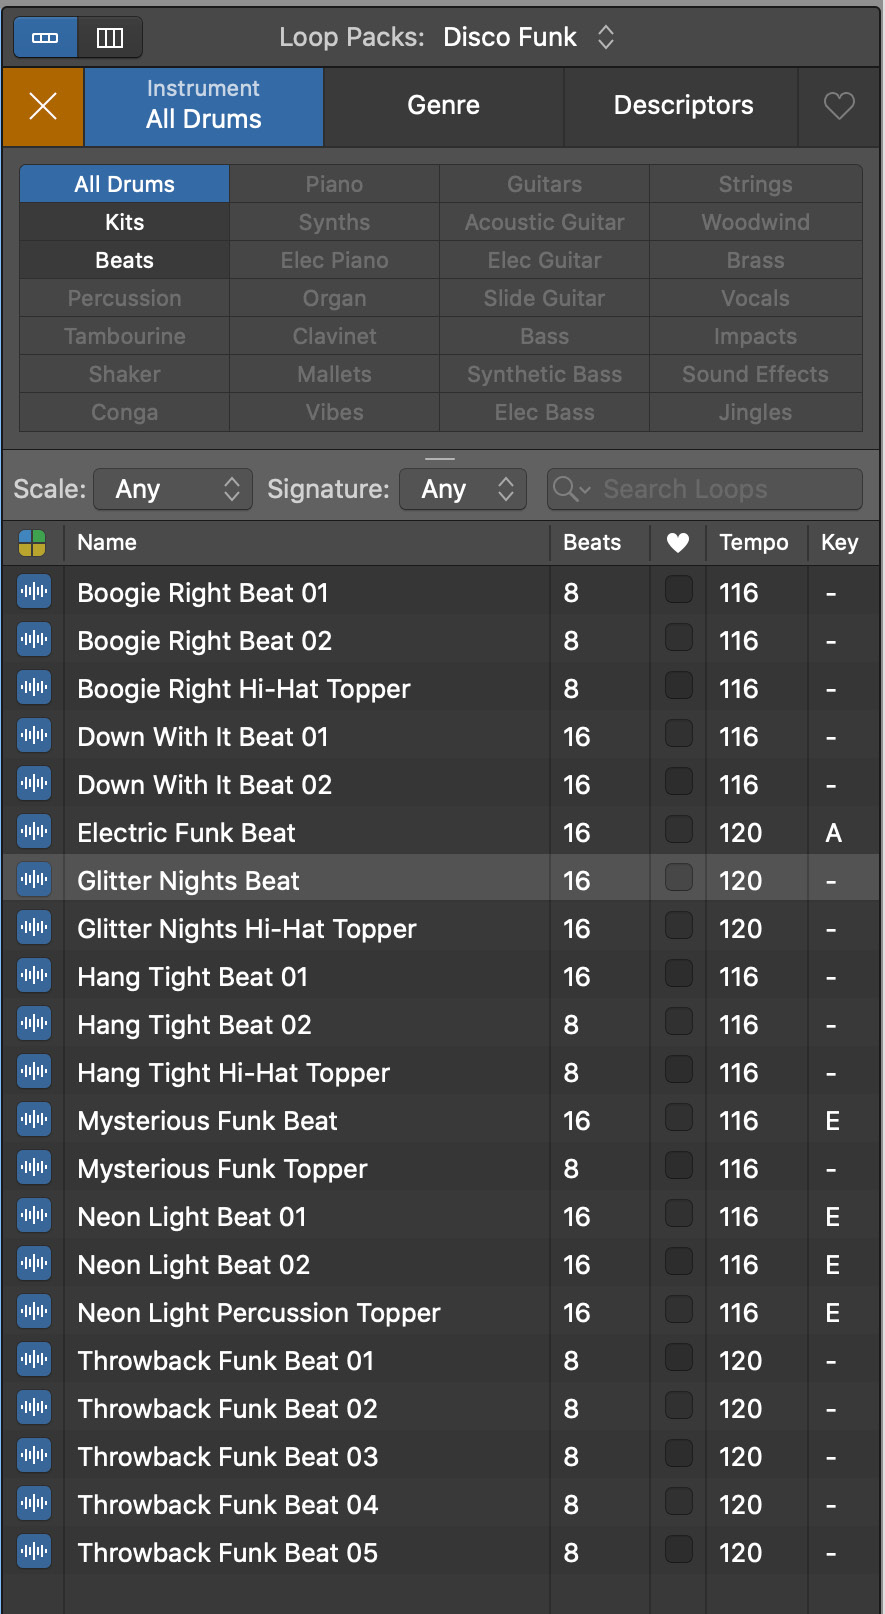 Loop Packs: Disco Funk
Instrument
All Drums Genre Descriptors
All Drums Piano Guitars Strings
Kits Synths Acoustic Guitar Woodwind
Beats Elec Piano Elec Guitar Brass
Percussion Organ Slide Guitar Vocals
Tambourine Clavinet Bass Impacts
Shaker Mallets Synthetic Bass Sound Effects
Conga Vibes Elec Bass Jingles
Scale: Any Signature: Any Search Loops
Name Beats Tempo Key
Boogie Right Beat 01 8 116 -
Boogie Right Beat 02 8 116 -
Boogie Right Hi-Hat Topper 8 116 -
Down With It Beat 01 16 116 -
Down With It Beat 02 16 116 -
Electric Funk Beat 16 120 A
Glitter Nights Beat 16 120 -
Glitter Nights Hi-Hat Topper 16 120 -
Hang Tight Beat 01 16 116 -
Hang Tight Beat 02 8 116 -
Hang Tight Hi-Hat Topper 8 116 -
Mysterious Funk Beat 16 116 E
Mysterious Funk Topper 8 116 -
Neon Light Beat 01 16 116 E
Neon Light Beat 02 16 116 E
Neon Light Percussion Topper 16 116 E
Throwback Funk Beat 01 8 120 -
Throwback Funk Beat 02 8 120 -
Throwback Funk Beat 03 8 120 -
Throwback Funk Beat 04 8 120 -
Throwback Funk Beat 05 8 120 -